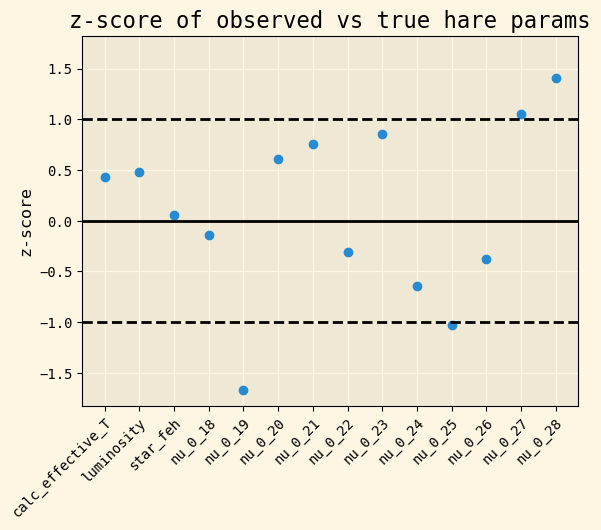 z-score of observed vs true hare params
z-score
1.5
1.0
0.5
0.0
−0.5
−1.0
−1.5
calc_effective_T
luminosity
star_feh
nu_0_18
nu_0_19
nu_0_20
nu_0_21
nu_0_22
nu_0_23
nu_0_24
nu_0_25
nu_0_26
nu_0_27
nu_0_28